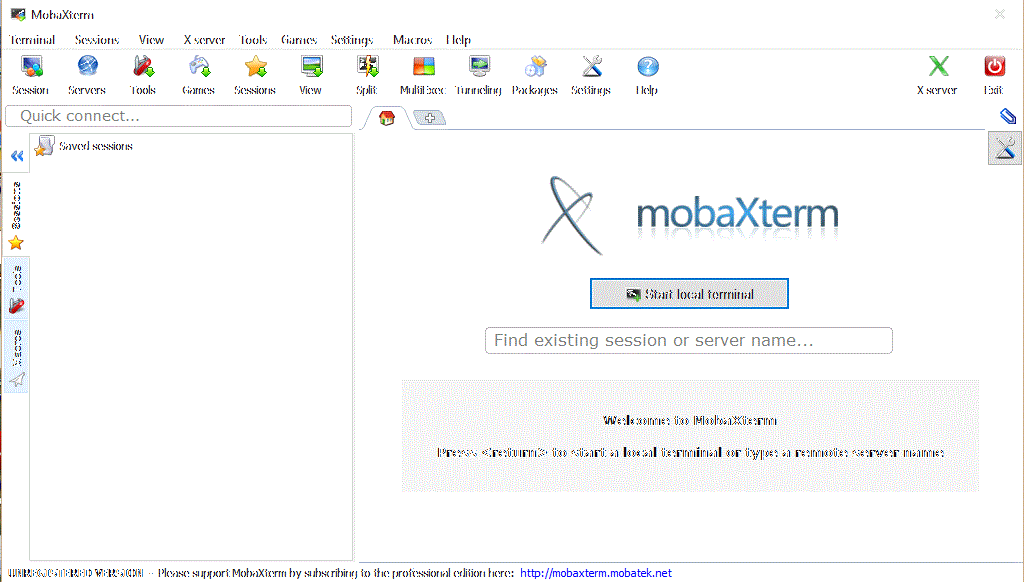 MobaXterm
Terminal Sessions View X server Tools Games Settings Macros Help
Session Servers Tools Games Sessions View Split MultiExec Tunneling Packages Settings Help X server Exit
Quick connect...
Saved sessions
Sessions
Tools
Macros
mobaXterm
Start local terminal
Find existing session or server name...
Welcome to MobaXterm
Press <return> to start a local terminal or type a remote server name
UNREGISTERED VERSION - Please support MobaXterm by subscribing to the professional edition here: http://mobaxterm.mobatek.net